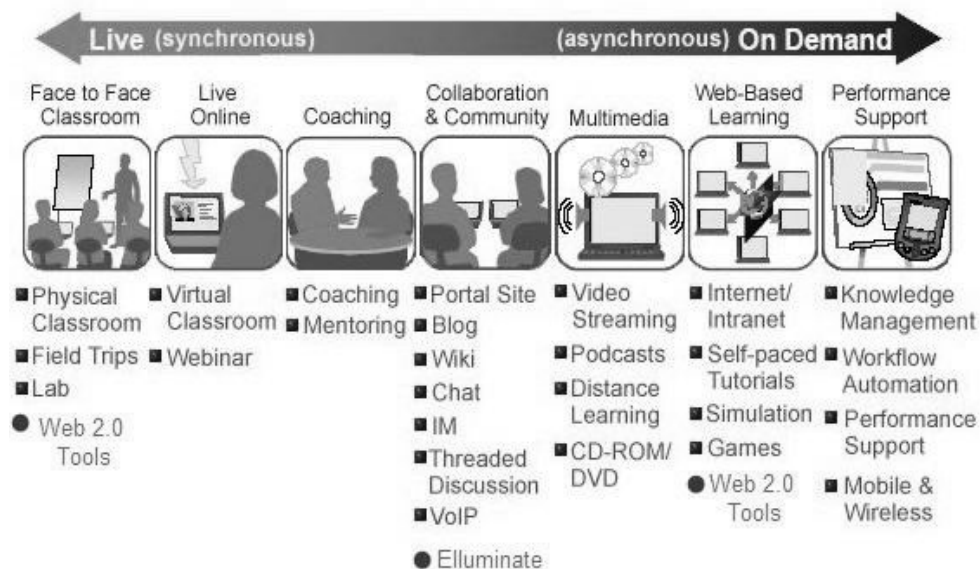 Live (synchronous) (asynchronous) On Demand
Face to Face
Classroom
Physical
Classroom
Field Trips
Lab
Web 2.0
Tools
Live
Online
Virtual
Classroom
Webinar
Coaching
Coaching
Mentoring
Collaboration
& Community
Portal Site
Blog
Wiki
Chat
IM
Threaded
Discussion
VoIP
Elluminate
Multimedia
Video
Streaming
Podcasts
Distance
Learning
CD-ROM/
DVD
Web-Based
Learning
Internet/
Intranet
Self-paced
Tutorials
Simulation
Games
Web 2.0
Tools
Performance
Support
Knowledge
Management
Workflow
Automation
Performance
Support
Mobile &
Wireless